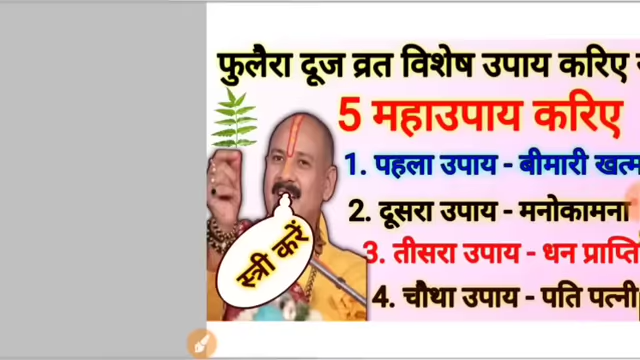 फुलैरा दूज व्रत विशेष उपाय करिए
5 महाउपाय करिए
1. पहला उपाय - बीमारी खत्म
2. दूसरा उपाय - मनोकामना
3. तीसरा उपाय - धन प्राप्ति
4. चौथा उपाय - पति पत्नी
स्त्री करें